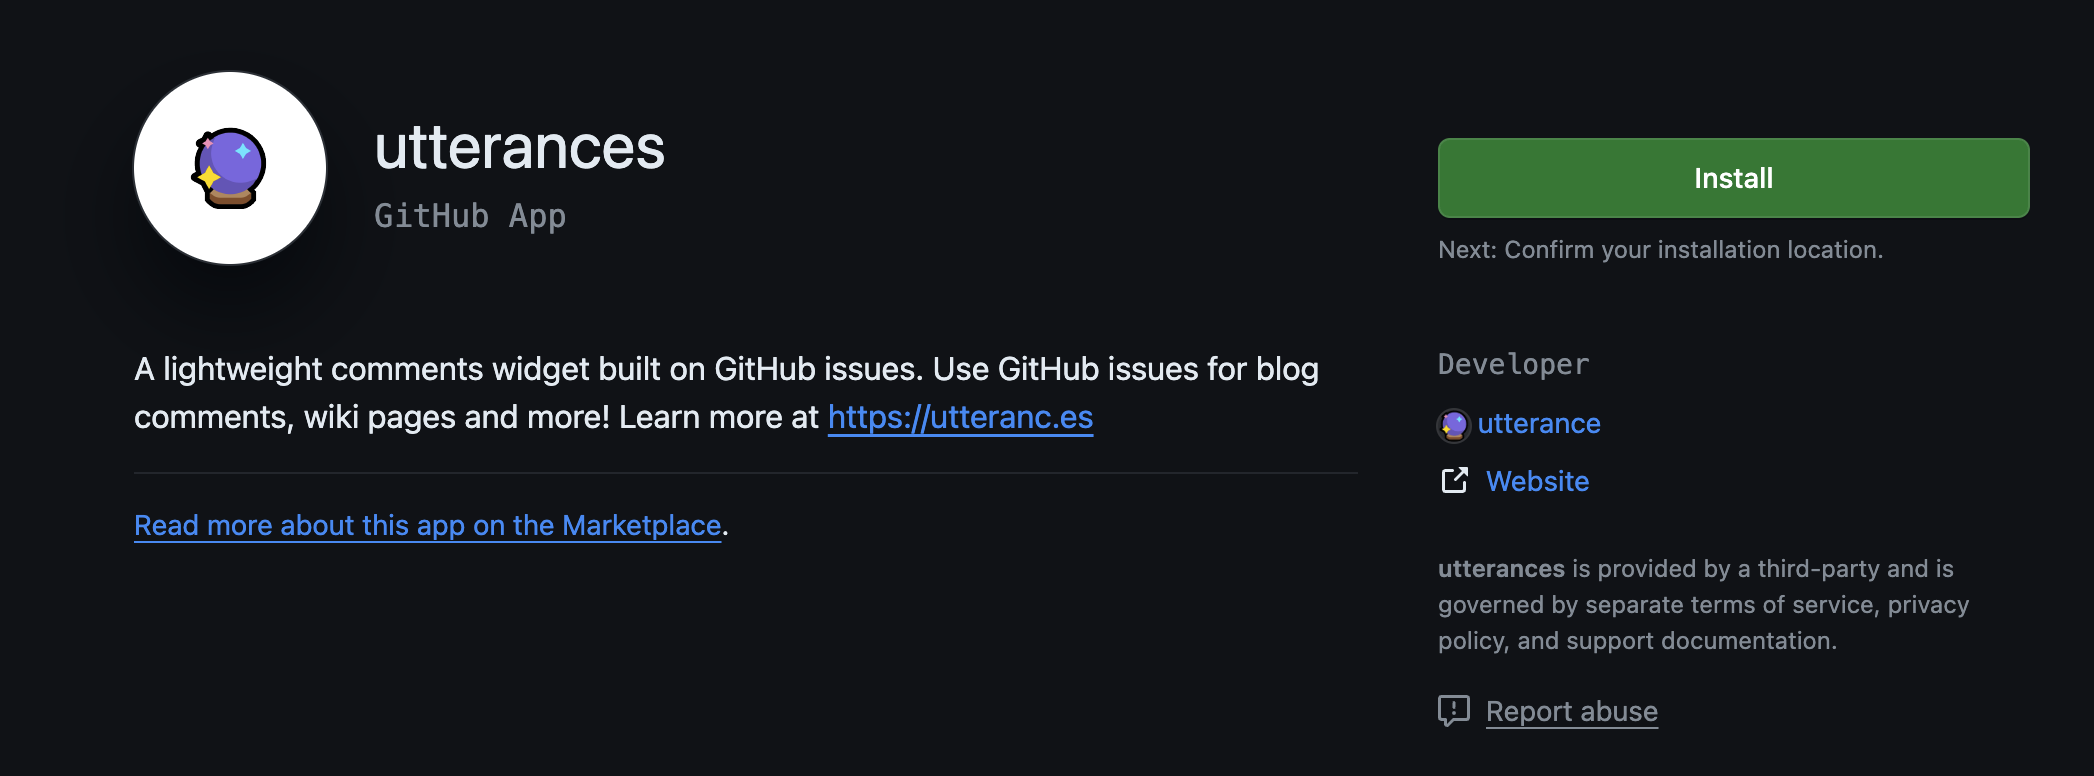 utterances
GitHub App
A lightweight comments widget built on GitHub issues. Use GitHub issues for blog
comments, wiki pages and more! Learn more at https://utteranc.es
Read more about this app on the Marketplace.
Install
Next: Confirm your installation location.
Developer
utterance
Website
utterances is provided by a third-party and is
governed by separate terms of service, privacy
policy, and support documentation.
Report abuse